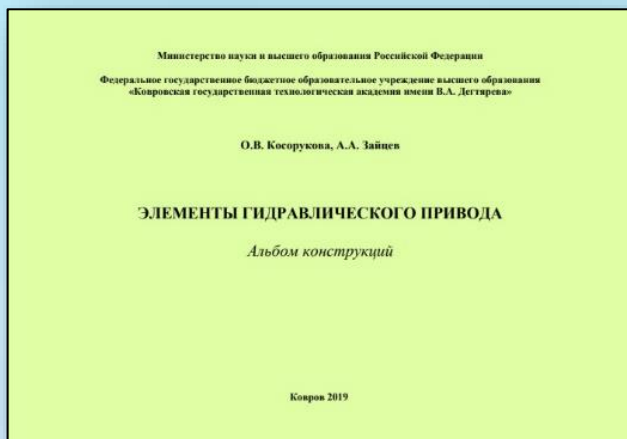 Министерство науки и высшего образования Российской Федерации
Федеральное государственное бюджетное образовательное учреждение высшего образования
«Ковровская государственная технологическая академия имени В.А. Дегтярева»
О.В. Косорукова, А.А. Зайцев
ЭЛЕМЕНТЫ ГИДРАВЛИЧЕСКОГО ПРИВОДА
Альбом конструкций
Ковров 2019